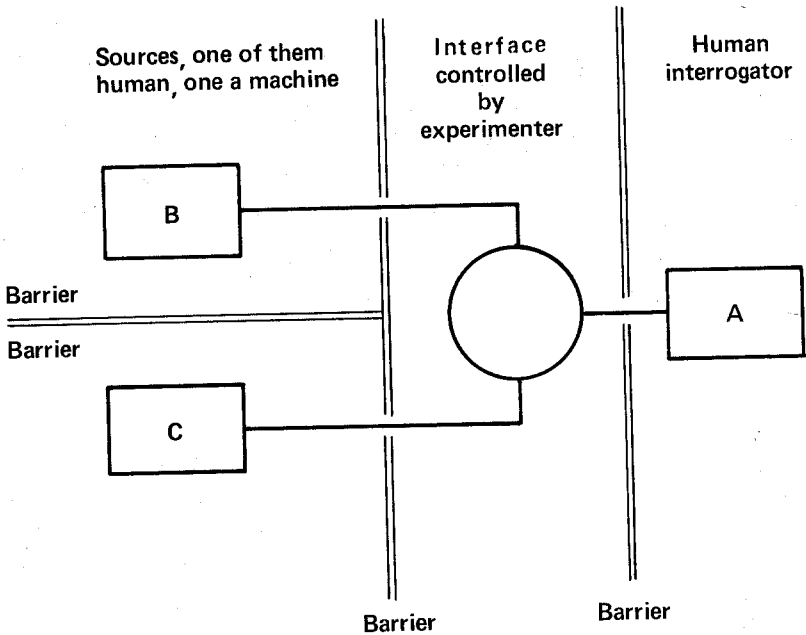 Sources, one of them
human, one a machine
Interface
controlled
by
experimenter
Human
interrogator
B
Barrier
Barrier
C
A
Barrier
Barrier